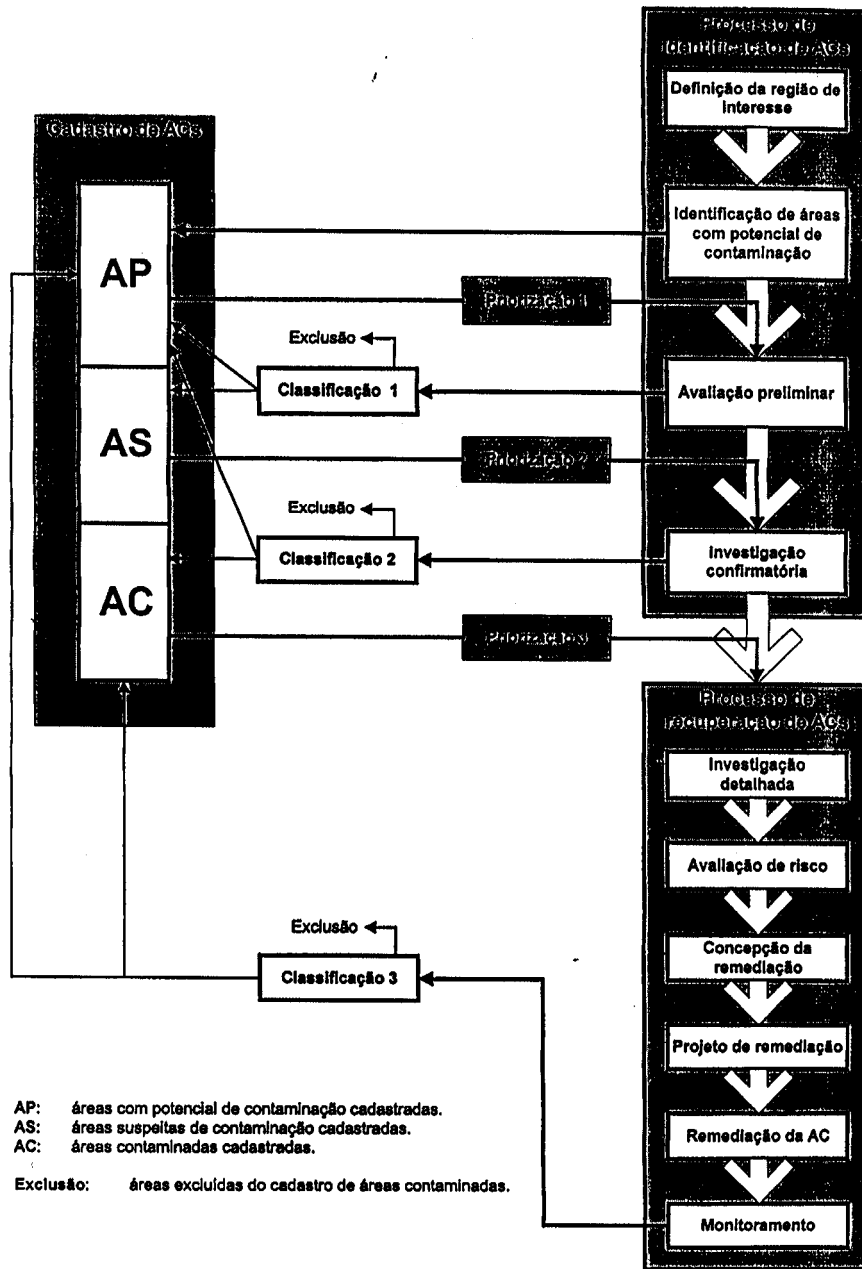 Processo de
identificação de ACs
Definição da região de
interesse
Cadastro de ACs
Identificação de áreas
com potencial de
contaminação
AP
Priorização 1
Exclusão
Classificação 1
Avaliação preliminar
AS
Priorização 2
Exclusão
Classificação 2
Investigação
confirmatória
AC
Priorização 3
Processo de
recuperação de ACs
Investigação
detalhada
Avaliação de risco
Exclusão
Classificação 3
Concepção da
remediação
Projeto de remediação
Remediação da AC
Monitoramento
AP: áreas com potencial de contaminação cadastradas.
AS: áreas suspeitas de contaminação cadastradas.
AC: áreas contaminadas cadastradas.
Exclusão: áreas excluídas do cadastro de áreas contaminadas.